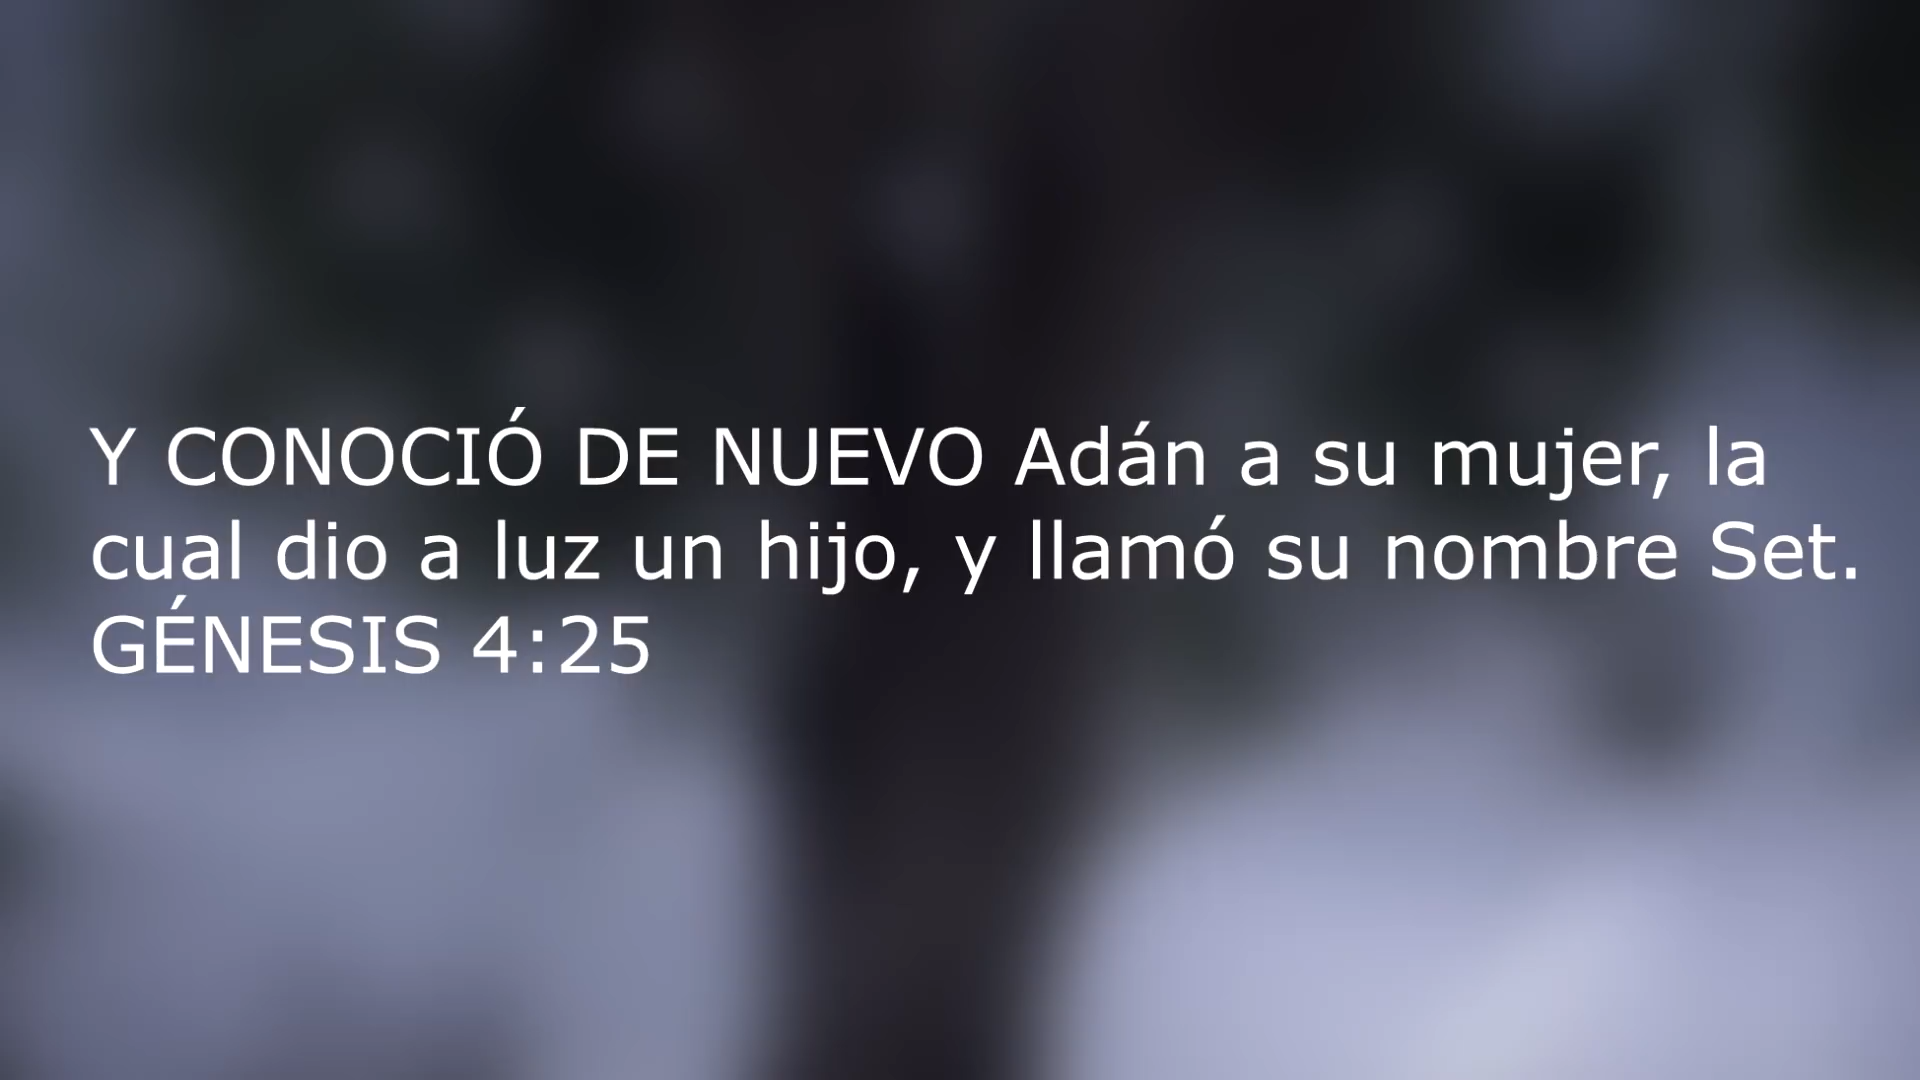 Y CONOCIÓ DE NUEVO Adán a su mujer, la
cual dio a luz un hijo, y llamó su nombre Set.
GÉNESIS 4:25